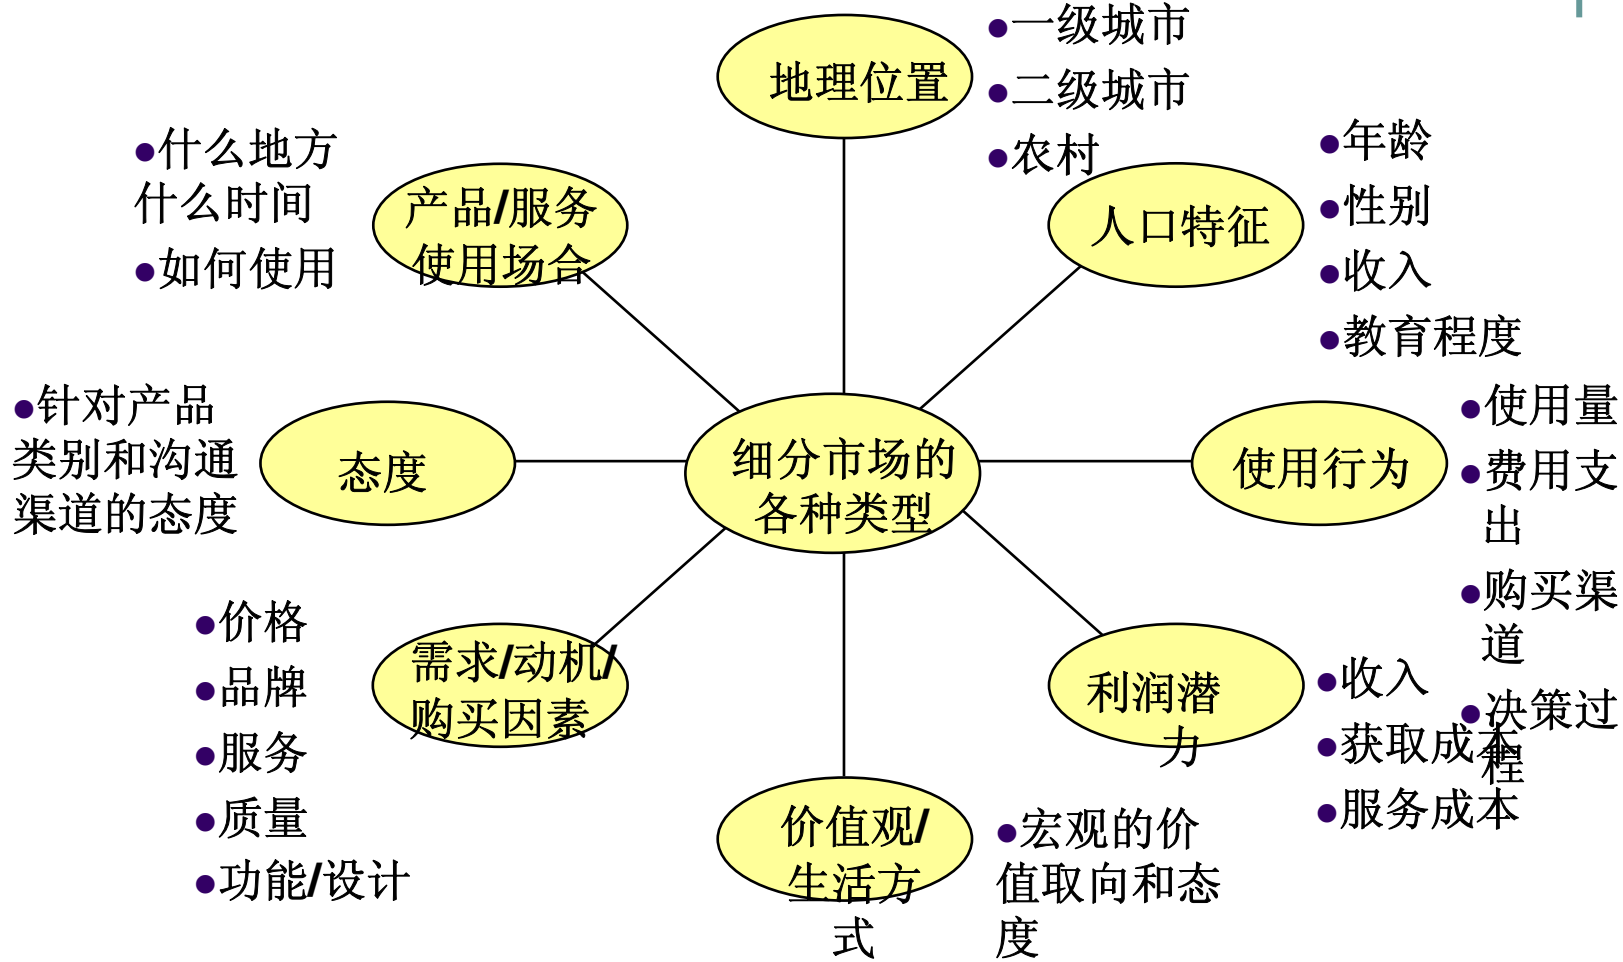 地理位置
●一级城市
●二级城市
●农村
人口特征
●年龄
●性别
●收入
●教育程度
使用行为
●使用量
●费用支
出
●购买渠
道
●决策过
程
利润潜
力
●收入
●获取成本
●服务成本
价值观/
生活方
式
●宏观的价
值取向和态
度
需求/动机/
购买因素
●价格
●品牌
●服务
●质量
●功能/设计
态度
●针对产品
类别和沟通
渠道的态度
产品/服务
使用场合
●什么地方
什么时间
●如何使用
细分市场的
各种类型